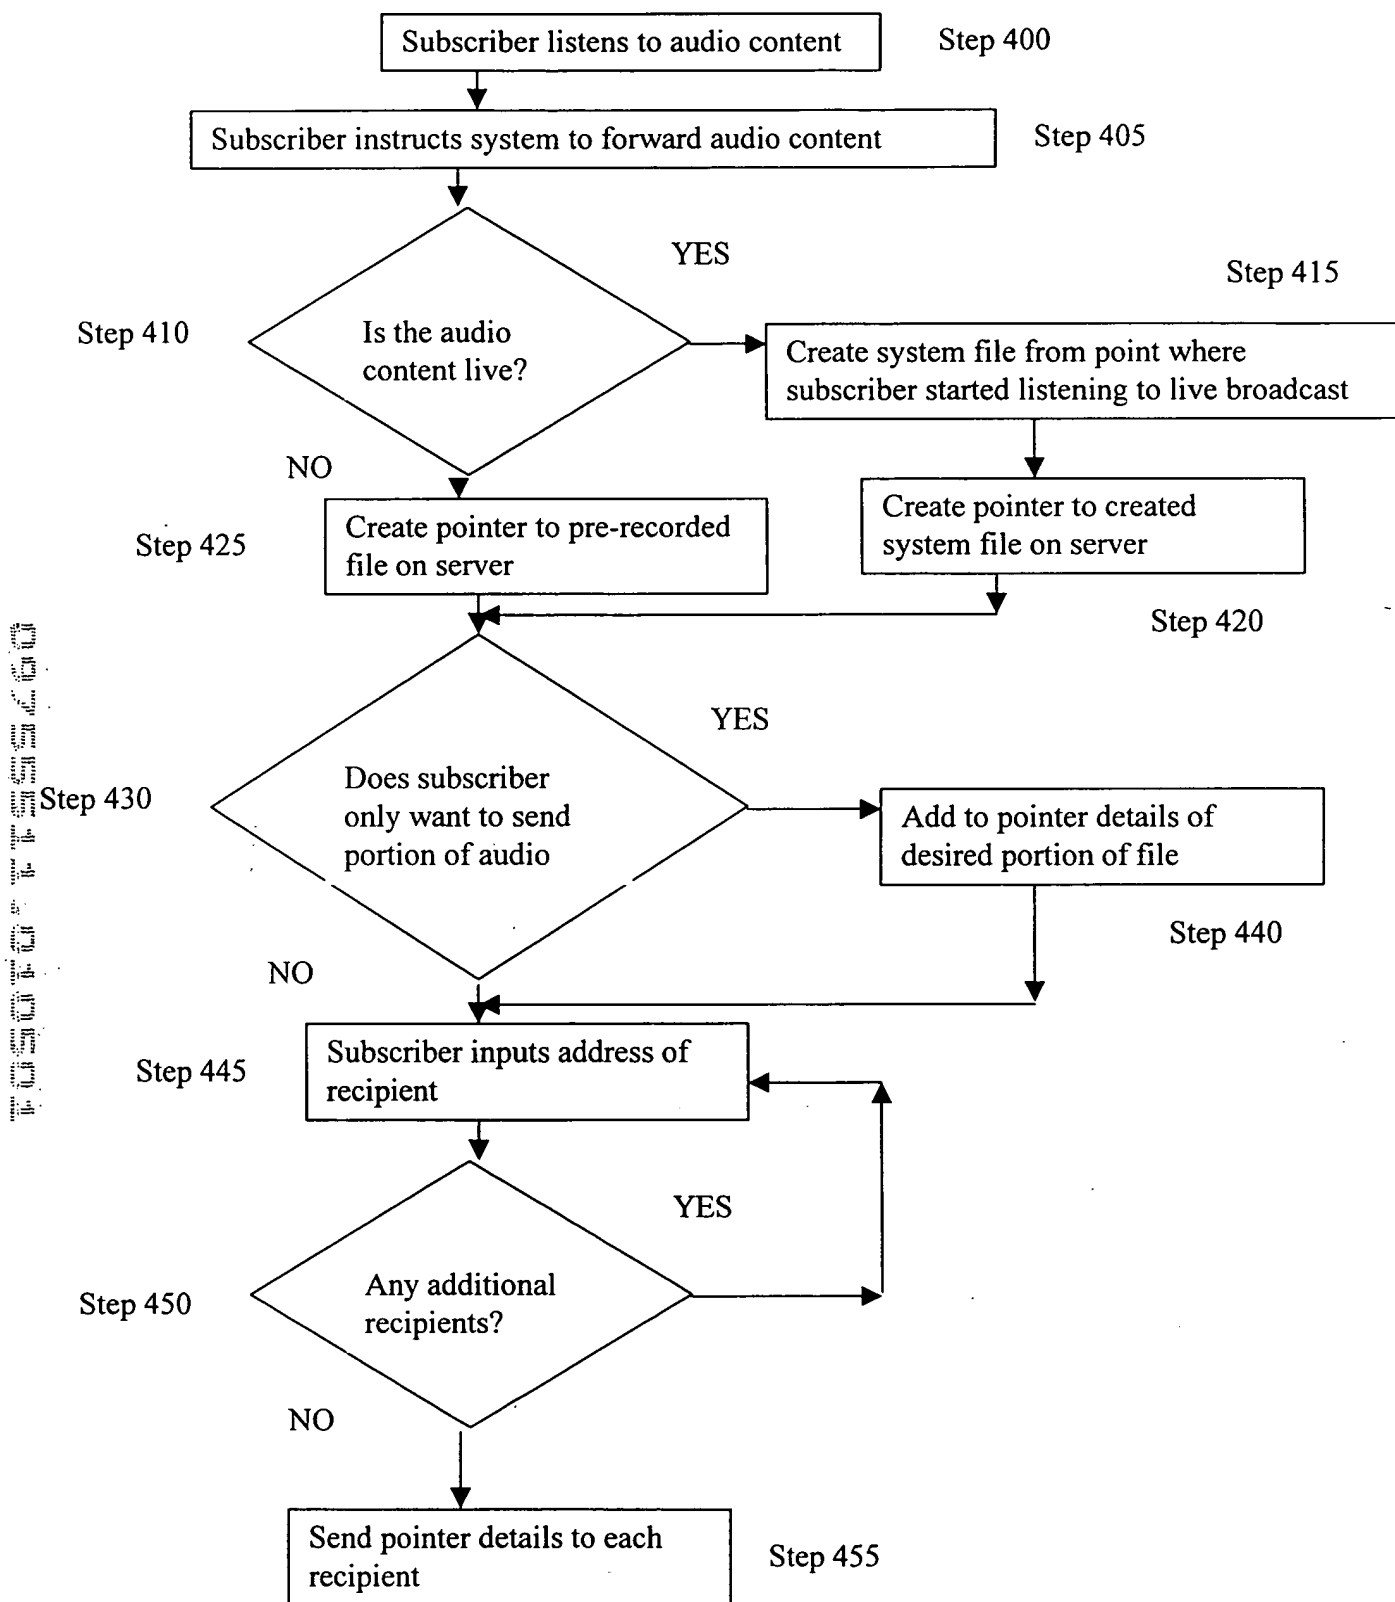 Subscriber listens to audio content
Step 400
Subscriber instructs system to forward audio content
Step 405
YES
Step 415
Step 410
Is the audio
content live?
Create system file from point where
subscriber started listening to live broadcast
NO
Step 425
Create pointer to pre-recorded
file on server
Create pointer to created
system file on server
Step 420
YES
Step 430
Does subscriber
only want to send
portion of audio
Add to pointer details of
desired portion of file
Step 440
NO
Step 445
Subscriber inputs address of
recipient
YES
Step 450
Any additional
recipients?
NO
Send pointer details to each
recipient
Step 455
09755511.010501